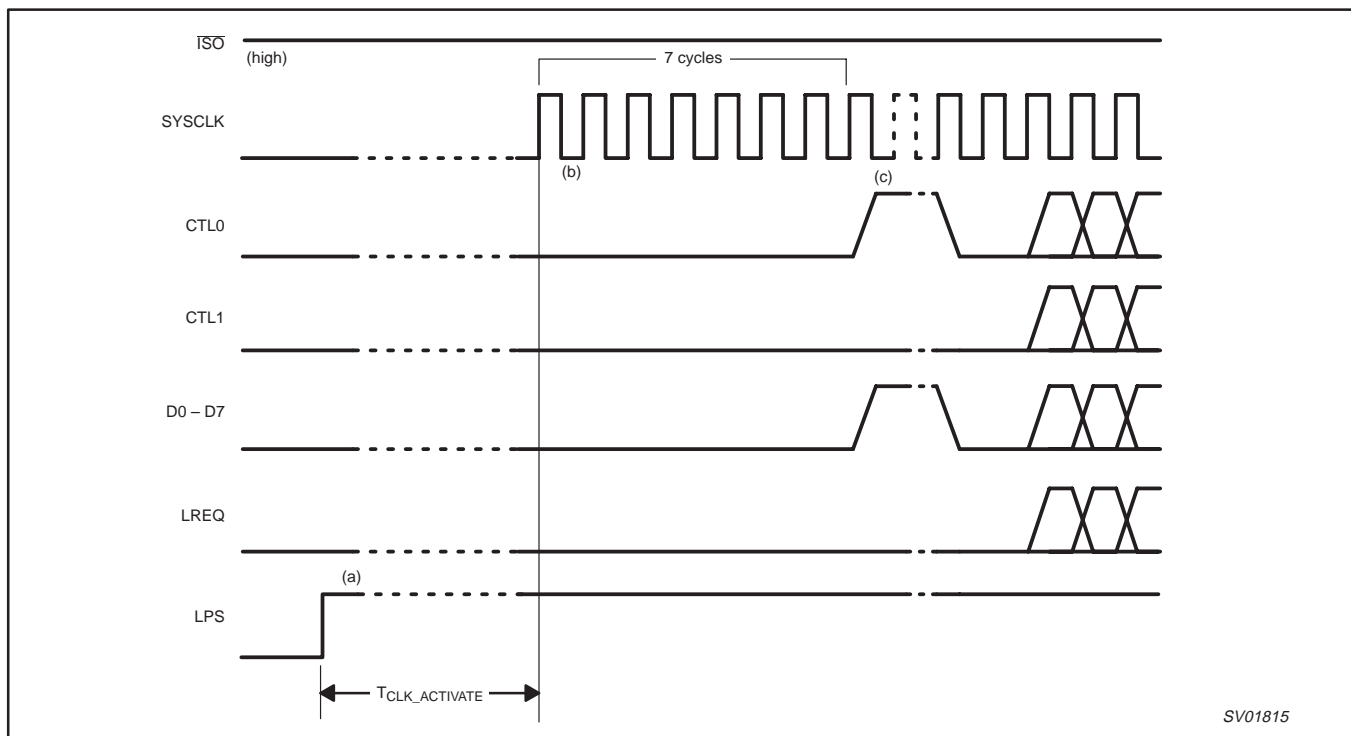 ISO
(high)
7 cycles
SYSCLK
(b)
(c)
CTL0
CTL1
D0 – D7
LREQ
(a)
LPS
TCLK_ACTIVATE
SV01815